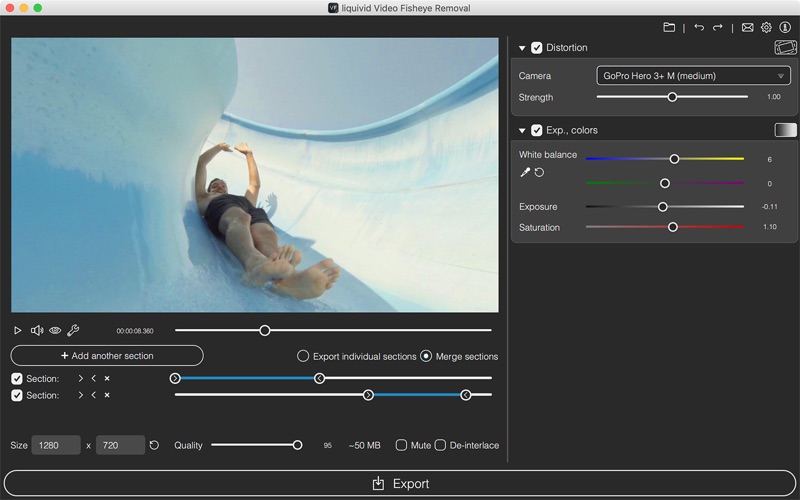 VF liquivid Video Fisheye Removal
Distortion
Camera GoPro Hero 3+ M (medium)
Strength 1.00
Exp., colors
White balance 6
0
Exposure -0.11
Saturation 1.10
00:00:08.360
+ Add another section Export individual sections Merge sections
Section:
Section:
Size 1280 x 720 Quality 95 ~50 MB Mute De-interlace
Export